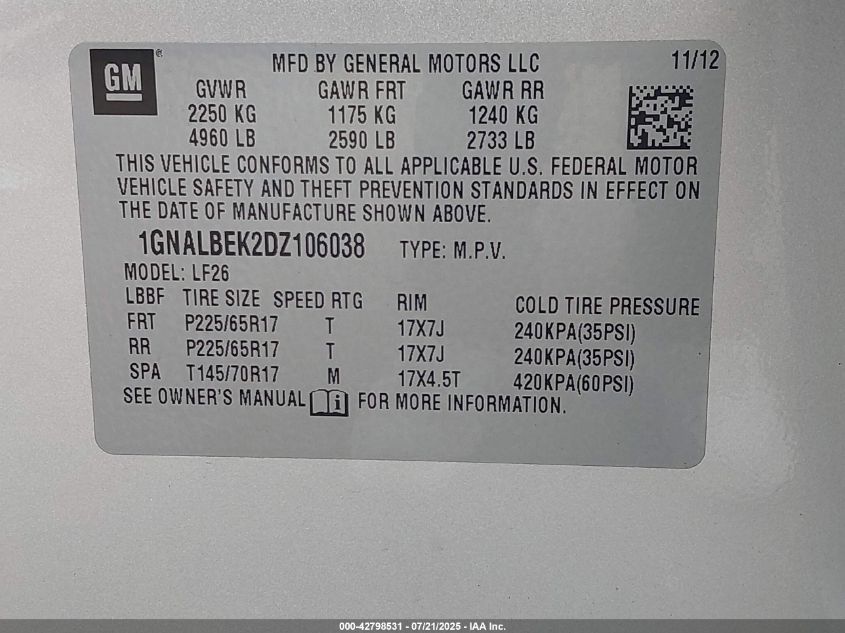 GM ®
MFD BY GENERAL MOTORS LLC 11/12
GVWR GAWR FRT GAWR RR
2250 KG 1175 KG 1240 KG
4960 LB 2590 LB 2733 LB
THIS VEHICLE CONFORMS TO ALL APPLICABLE U.S. FEDERAL MOTOR
VEHICLE SAFETY AND THEFT PREVENTION STANDARDS IN EFFECT ON
THE DATE OF MANUFACTURE SHOWN ABOVE.
1GNALBEK2DZ106038 TYPE: M.P.V.
MODEL: LF26
LBBF TIRE SIZE SPEED RTG RIM COLD TIRE PRESSURE
FRT P225/65R17 T 17X7J 240KPA(35PSI)
RR P225/65R17 T 17X7J 240KPA(35PSI)
SPA T145/70R17 M 17X4.5T 420KPA(60PSI)
SEE OWNER'S MANUAL i FOR MORE INFORMATION.
000-42798531 - 07/21/2025 - IAA Inc.